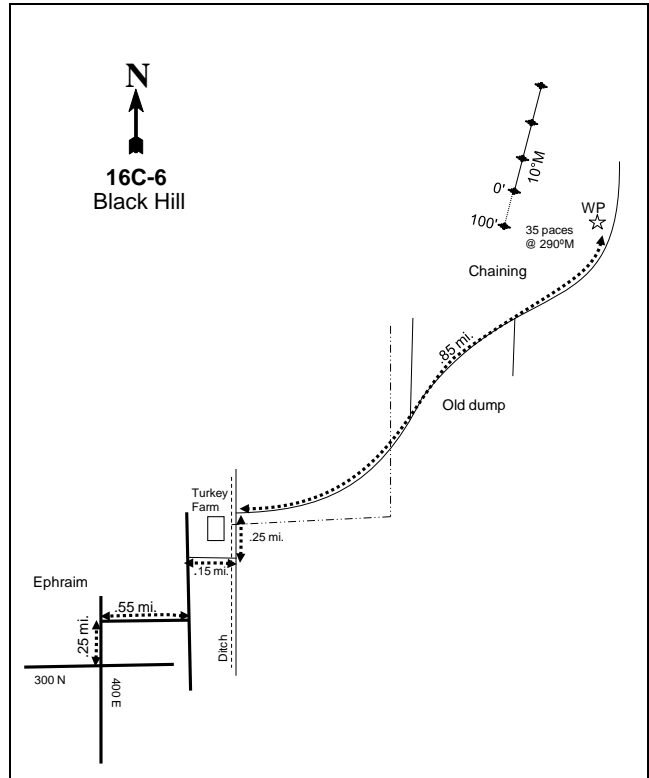 N
16C-6
Black Hill
10°M
0'
100'
WP
35 paces
@ 290ºM
Chaining
.85 mi.
Old dump
Turkey
Farm
.25 mi.
.15 mi.
Ephraim
.55 mi.
.25 mi.
Ditch
300 N
400 E